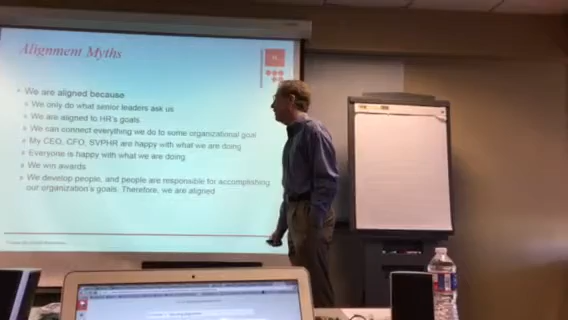 Alignment Myths
We are aligned because
We only do what senior leaders ask us
We are aligned to HR's goals
We can connect everything we do to some organizational goal
My CEO, CFO, SVPHR are happy with what we are doing
Everyone is happy with what we are doing
We win awards
We develop people, and people are responsible for accomplishing
our organization's goals. Therefore, we are aligned